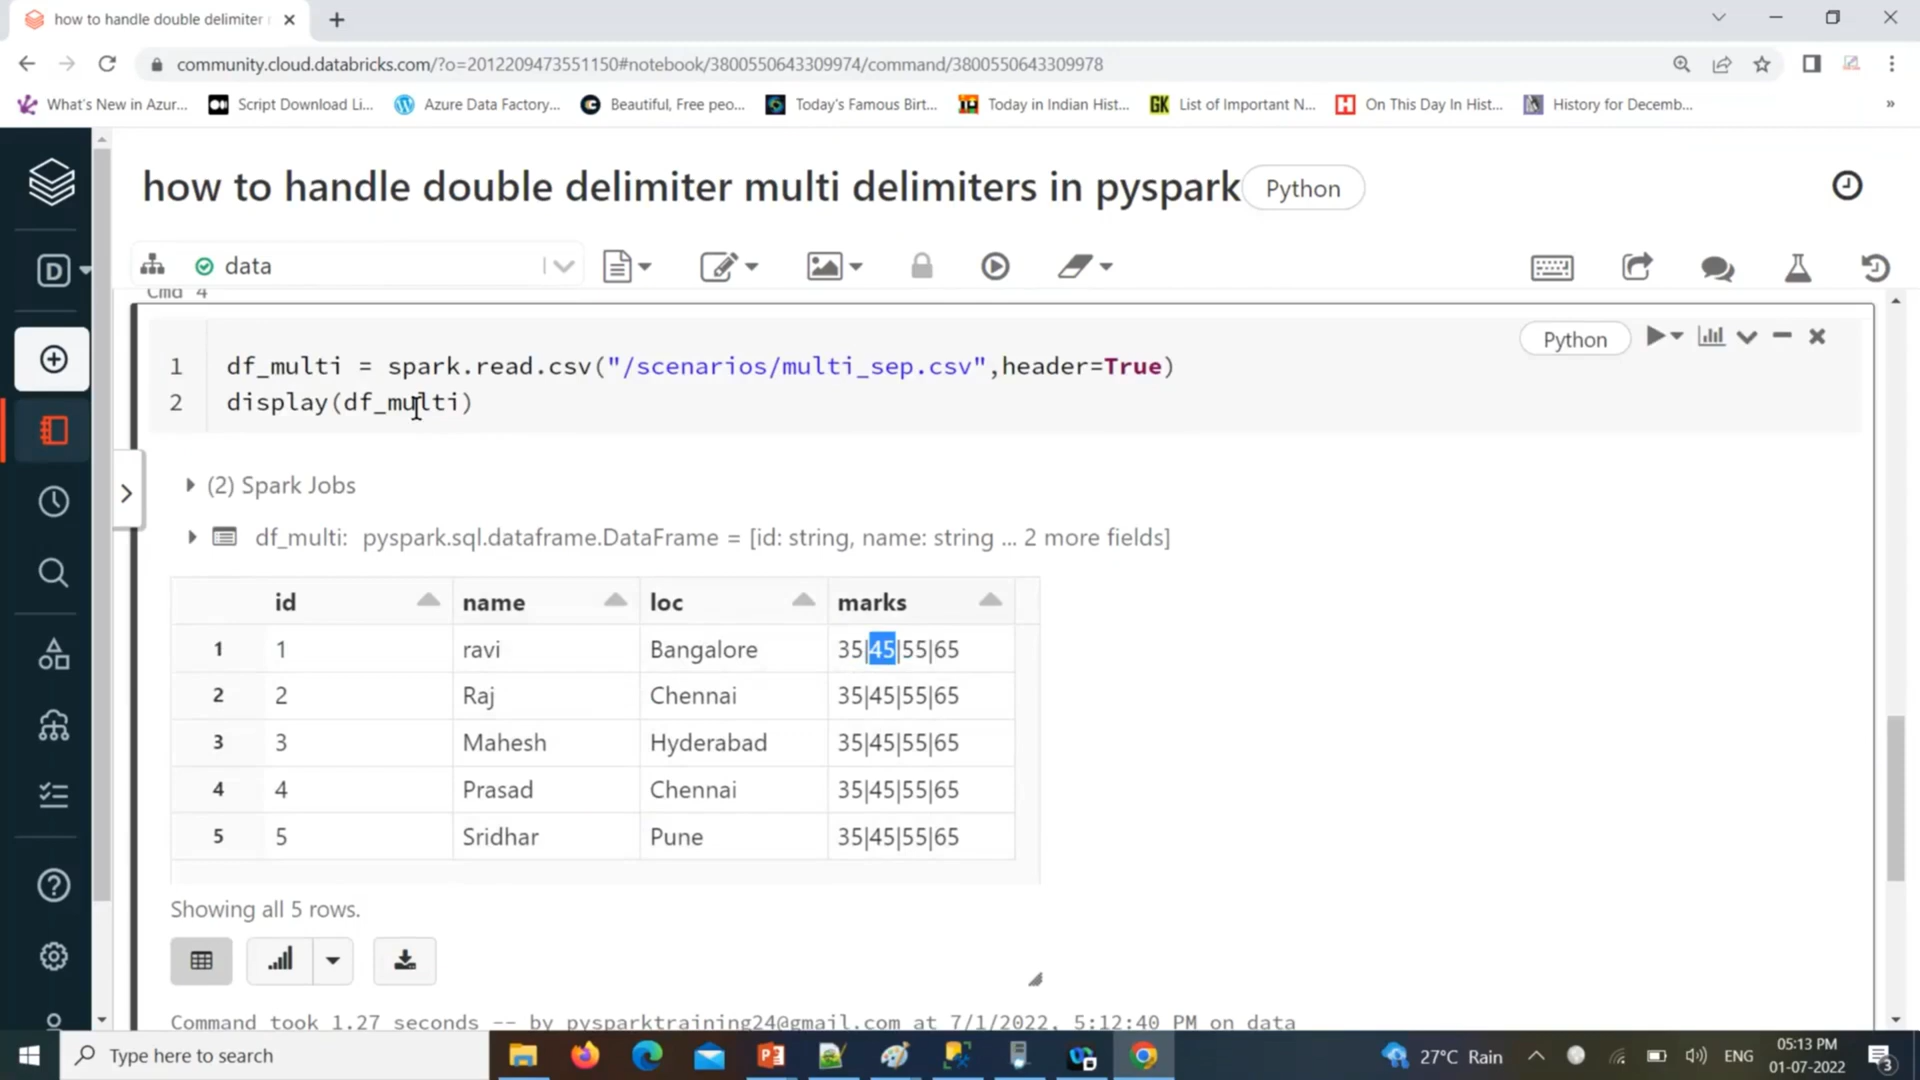 how to handle double delimiter
community.cloud.databricks.com/?o=2012209473551150#notebook/3800550643309974/command/3800550643309978
What's New in Azur...
Script Download Li...
Azure Data Factory...
Beautiful, Free peo...
Today's Famous Birt...
Today in Indian Hist...
GK
List of Important N...
On This Day In Hist...
History for Decemb...
»
how to handle double delimiter multi delimiters in pyspark Python
D
data
Cmd 4
Python
1 df_multi = spark.read.csv("/scenarios/multi_sep.csv",header=True)
2 display(df_multi)
(2) Spark Jobs
df_multi: pyspark.sql.dataframe.DataFrame = [id: string, name: string ... 2 more fields]
id name loc marks
1 1 ravi Bangalore 35|45|55|65
2 2 Raj Chennai 35|45|55|65
3 3 Mahesh Hyderabad 35|45|55|65
4 4 Prasad Chennai 35|45|55|65
5 5 Sridhar Pune 35|45|55|65
Showing all 5 rows.
Command took 1.27 seconds -- by pysparktraining24@gmail.com at 7/1/2022, 5:12:40 PM on data
Type here to search
27°C Rain
ENG
05:13 PM
01-07-2022
3